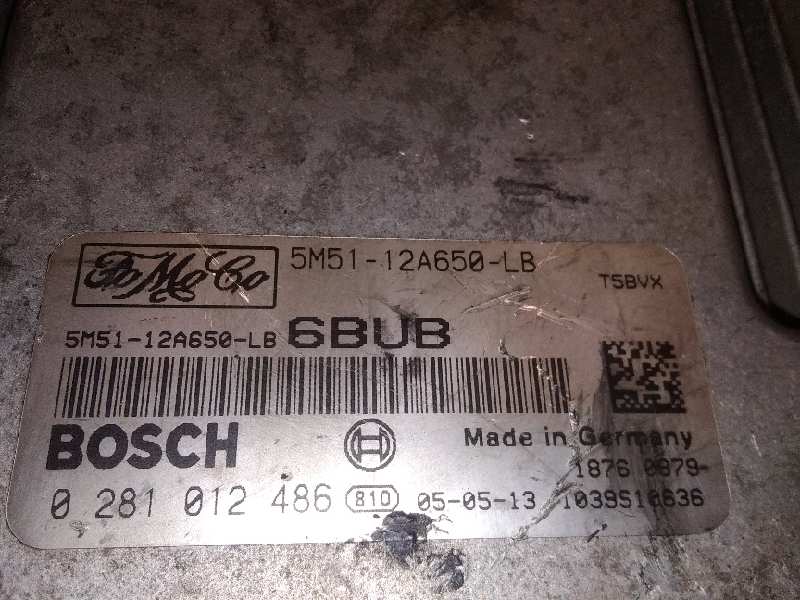 FoMoCo 5M51-12A650-LB
T5BVX
5M51-12A650-LB 6BUB
BOSCH
Made in Germany
1876 0879-
0 281 012 486 810 05-05-13 1039S10636